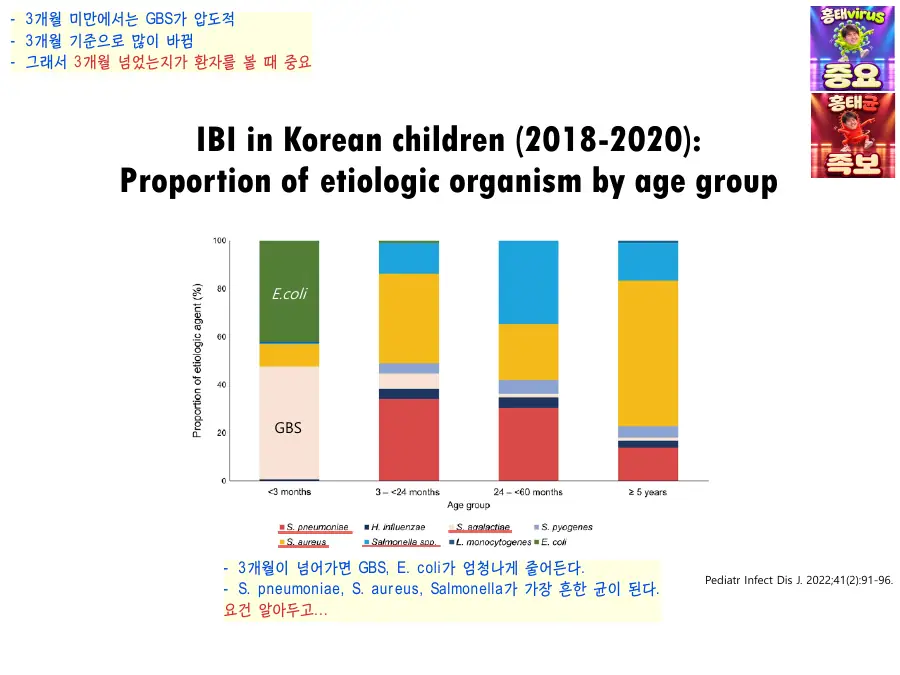 - 3개월 미만에서는 GBS가 압도적
- 3개월 기준으로 많이 바뀜
- 그래서 3개월 넘었는지가 환자를 볼 때 중요
홍태virus
중요
홍태균
족보
IBI in Korean children (2018-2020):
Proportion of etiologic organism by age group
Proportion of etiologic agent (%)
100
80
60
40
20
0
E.coli
GBS
<3 months
3 – <24 months
24 – <60 months
≥ 5 years
Age group
S. pneumoniae H. influenzae S. agalactiae S. pyogenes
S. aureus Salmonella spp. L. monocytogenes E. coli
- 3개월이 넘어가면 GBS, E. coli가 엄청나게 줄어든다.
- S. pneumoniae, S. aureus, Salmonella가 가장 흔한 균이 된다.
요건 알아두고...
Pediatr Infect Dis J. 2022;41(2):91-96.